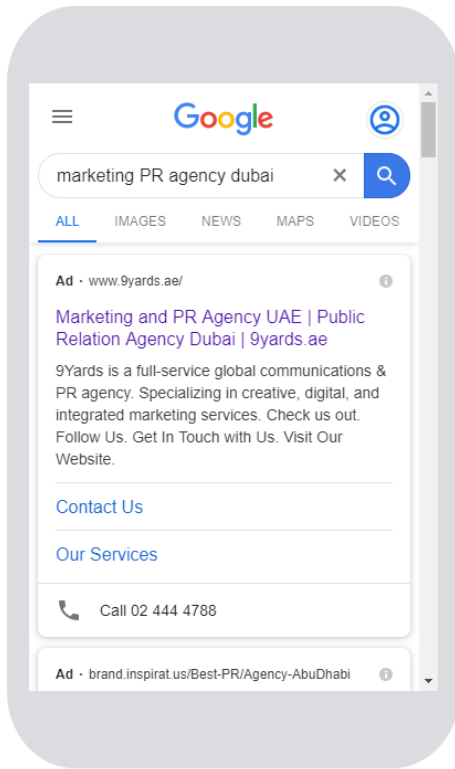 Google
marketing PR agency dubai
ALL IMAGES NEWS MAPS VIDEOS
Ad · www.9yards.ae/
Marketing and PR Agency UAE | Public
Relation Agency Dubai | 9yards.ae
9Yards is a full-service global communications &
PR agency. Specializing in creative, digital, and
integrated marketing services. Check us out.
Follow Us. Get In Touch with Us. Visit Our
Website.
Contact Us
Our Services
Call 02 444 4788
Ad · brand.inspirat.us/Best-PR/Agency-AbuDhabi